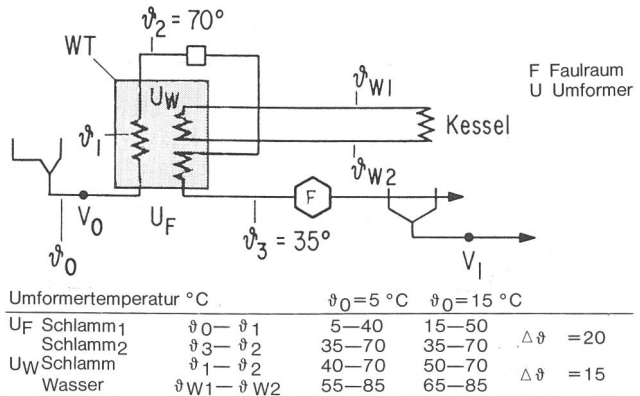 ϑ2 = 70°
WT
F Faulraum
U Umformer
ϑW1
UW
Kessel
ϑ1
ϑW2
F
V0
UF
ϑ3 = 35°
ϑ0
V1
Umformertemperatur °C ϑ0=5 °C ϑ0=15 °C
UF Schlamm1 ϑ0—ϑ1 5—40 15—50
Δϑ =20
Schlamm2 ϑ3—ϑ2 35—70 35—70
UW Schlamm ϑ1—ϑ2 40—70 50—70
Δϑ =15
Wasser ϑW1—ϑW2 55—85 65—85